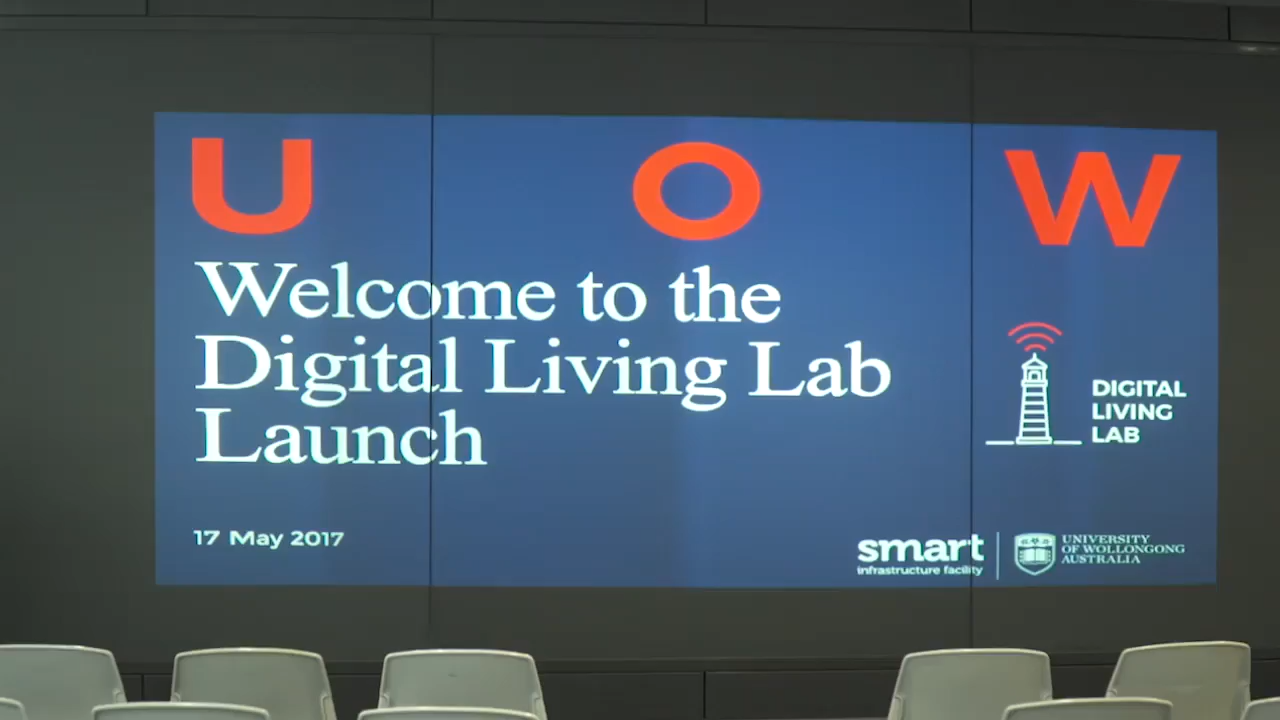 U O W
Welcome to the
Digital Living Lab
Launch
DIGITAL
LIVING
LAB
17 May 2017
smart
infrastructure facility
UNIVERSITY
OF WOLLONGONG
AUSTRALIA